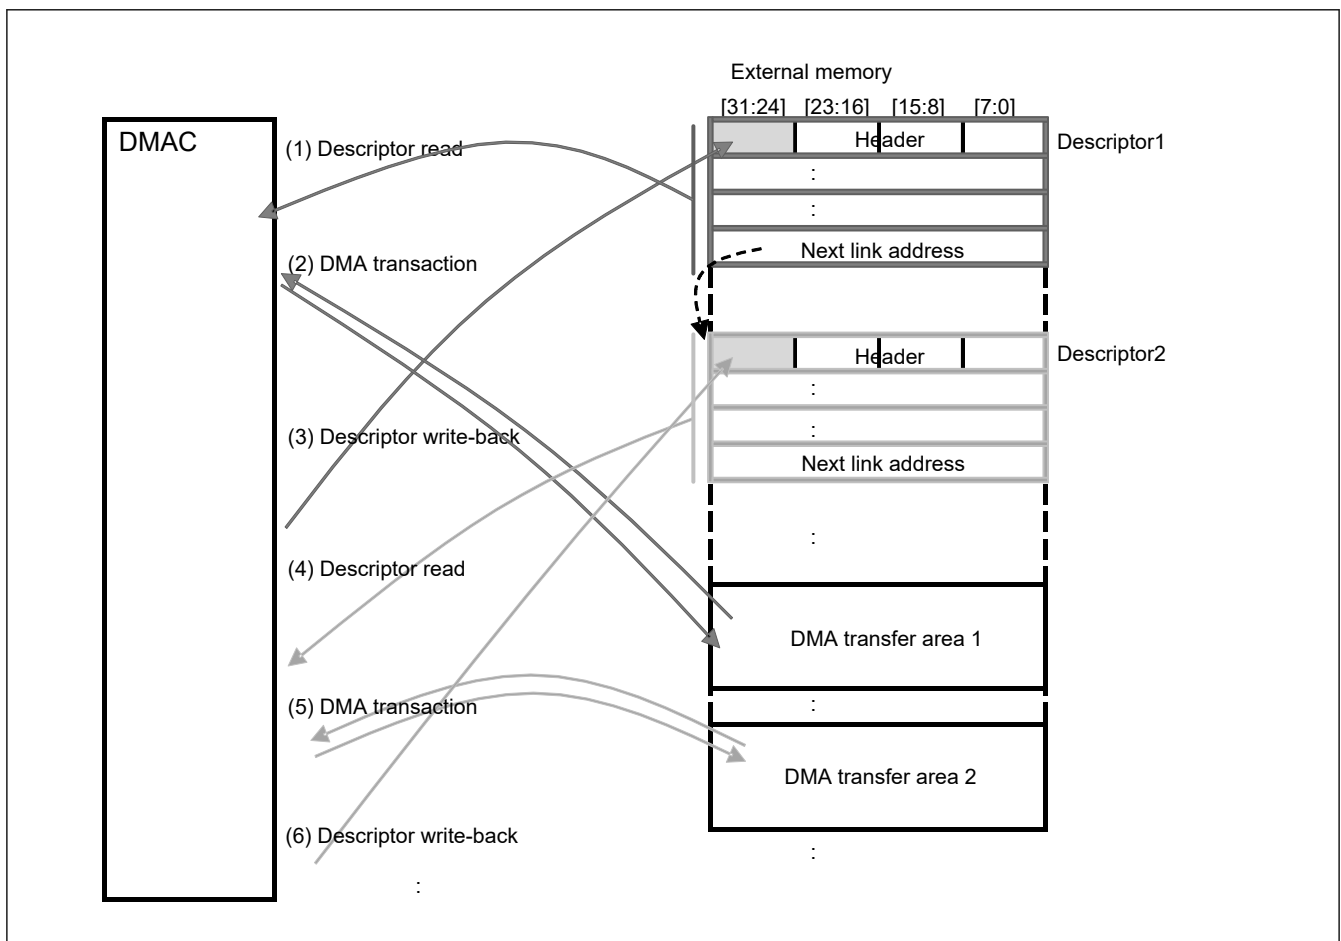 External memory
[31:24] [23:16] [15:8] [7:0]
DMAC
(1) Descriptor read
Header
Descriptor1
:
:
Next link address
(2) DMA transaction
Header
Descriptor2
:
(3) Descriptor write-back
:
Next link address
:
(4) Descriptor read
DMA transfer area 1
(5) DMA transaction
:
DMA transfer area 2
(6) Descriptor write-back
:
: